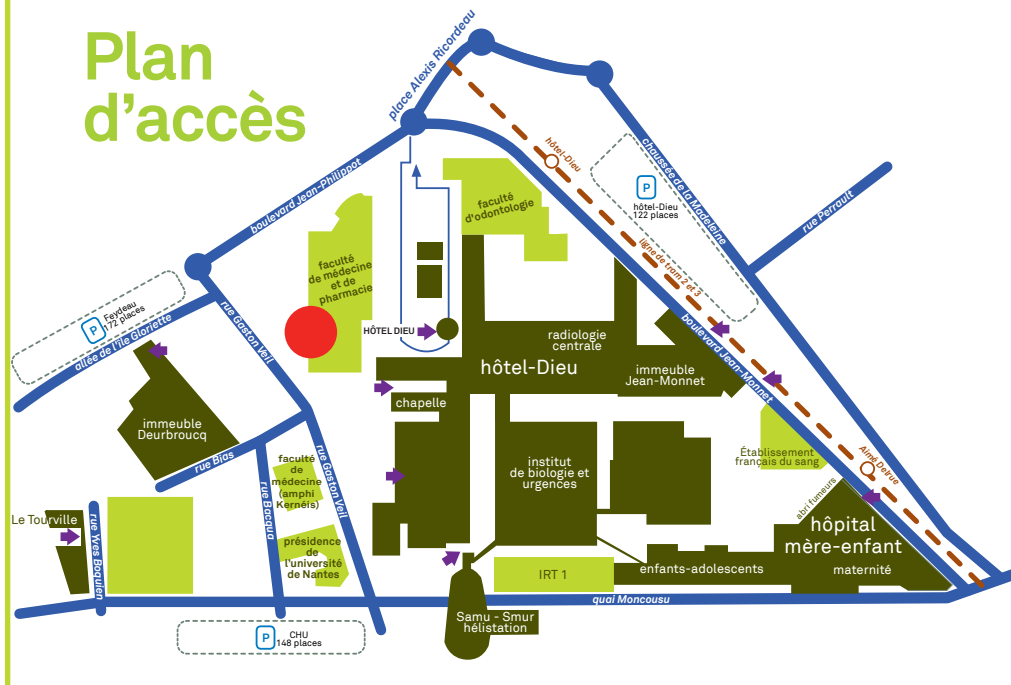 Plan
d'accès
place Alexis Ricordeau
boulevard Jean-Philippot
hôtel-Dieu
chaussée de la Madeleine
P
hôtel-Dieu
122 places
rue Perrault
faculté
d'odontologie
faculté
de médecine
et de
pharmacie
ligne de tram 2 et 3
P
Feydeau
172 places
allée de l'île Gloriette
rue Gaston Veil
HÔTEL DIEU
radiologie
centrale
hôtel-Dieu
immeuble
Jean-Monnet
boulevard Jean-Monnet
chapelle
immeuble
Deurbroucq
rue Bias
rue Gaston Veil
faculté
de
médecine
(amphi
Kernéis)
institut
de biologie et
urgences
Établissement
français du sang
Aimé Delrue
abri fumeurs
Le Tourville
rue Yves Boquien
rue Bocqua
présidence
de
l'université
de Nantes
hôpital
mère-enfant
IRT 1
enfants-adolescents
maternité
quai Moncousu
Samu - Smur
hélistation
P
CHU
148 places